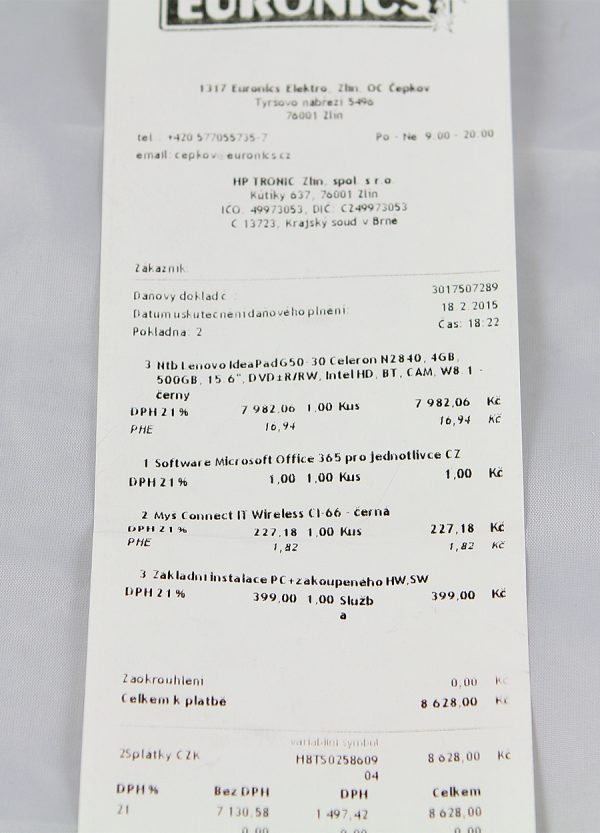 EURONICS
1317 Euronics Elektro, Zlín, OC Čepkov
Tyršovo nábřeží 5496
76001 Zlín
tel.: +420 577055735-7 Po - Ne 9:00 - 20:00
email: cepkov@euronics.cz
HP TRONIC Zlín, spol. s r.o.
Kútiky 637, 76001 Zlín
IČO: 49973053, DIČ: CZ49973053
C 13723, Krajský soud v Brně
Zákazník:
Daňový doklad č.: 3017507289
Datum uskutečnění daňového plnění: 18.2.2015
Pokladna: 2 Čas: 18:22
3 Ntb Lenovo IdeaPad G50-30 Celeron N2840, 4GB,
500GB, 15.6", DVD±R/RW, Intel HD, BT, CAM, W8.1 -
černý
DPH 21% 7 982,06 1,00 Kus 7 982,06 Kč
PHE 16,94 16,94 Kč
1 Software Microsoft Office 365 pro jednotlivce CZ
DPH 21% 1,00 1,00 Kus 1,00 Kč
2 Myš Connect IT Wireless CI-66 - černá
DPH 21% 227,18 1,00 Kus 227,18 Kč
PHE 1,82 1,82 Kč
3 Základní instalace PC+zakoupeného HW,SW
DPH 21% 399,00 1,00 Služb 399,00 Kč
a
Zaokrouhlení 0,00 Kč
Celkem k platbě 8 628,00 Kč
variabilní symbol
2Splátky CZK H8TS0258609 8 628,00 Kč
04
DPH% Bez DPH DPH Celkem
21 7 130,58 1 497,42 8 628,00
0,00 0,00 0,00